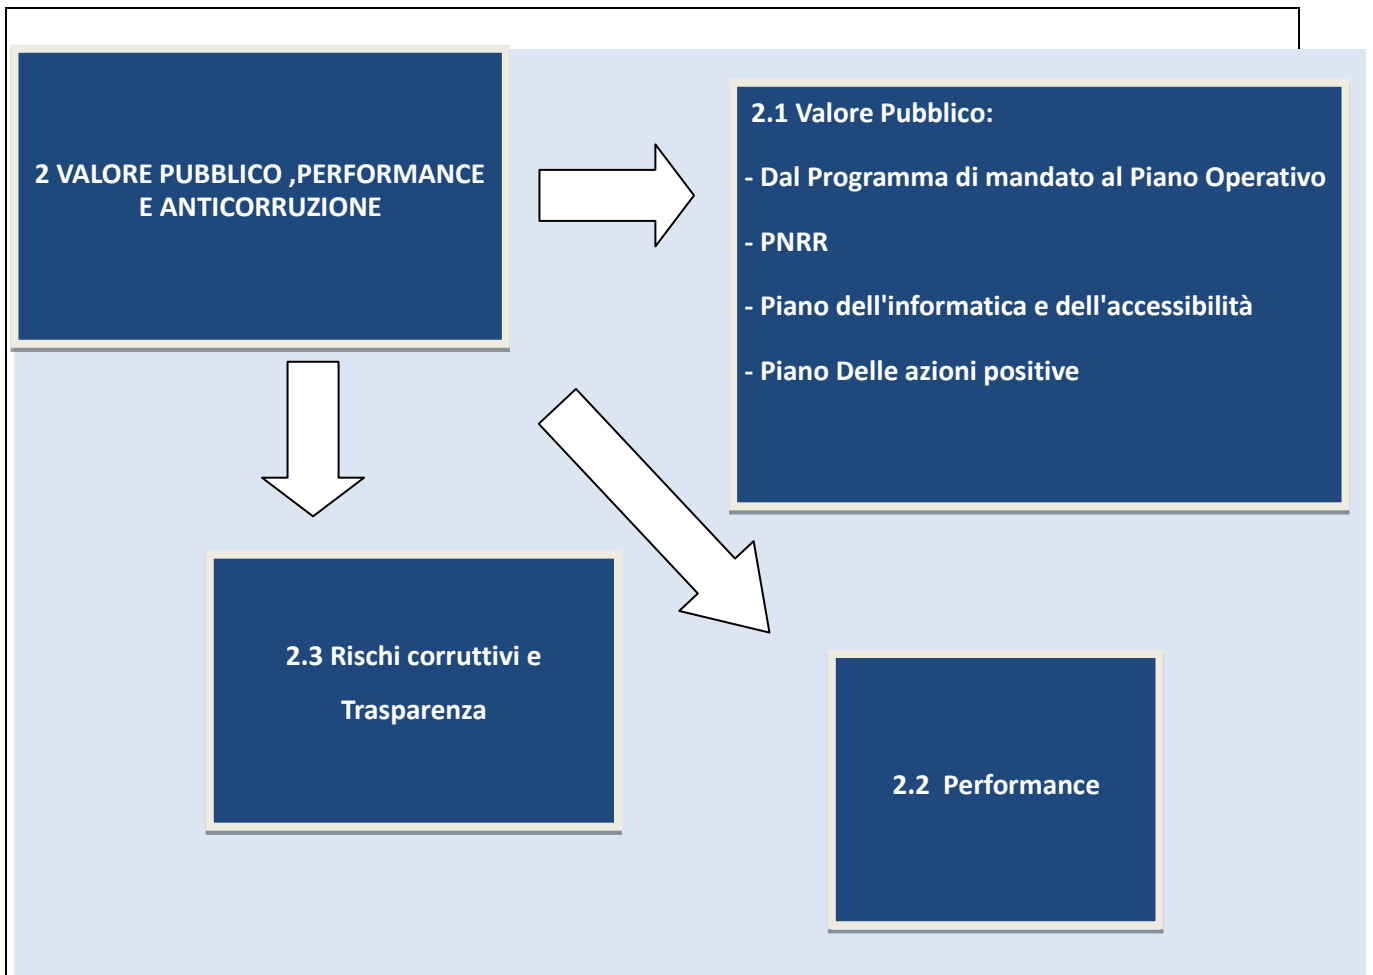 2 VALORE PUBBLICO ,PERFORMANCE
E ANTICORRUZIONE
2.1 Valore Pubblico:
- Dal Programma di mandato al Piano Operativo
- PNRR
- Piano dell'informatica e dell'accessibilità
- Piano Delle azioni positive
2.3 Rischi corruttivi e
Trasparenza
2.2 Performance